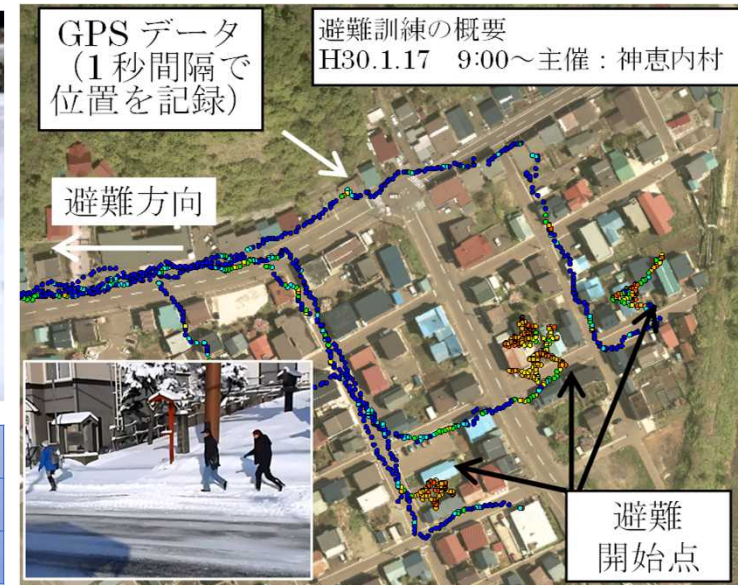 GPS データ
（1 秒間隔で
位置を記録）
避難訓練の概要
H30.1.17　9:00～主催：神恵内村
避難方向
避難
開始点